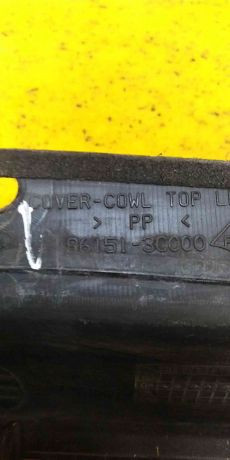 COVER-COWL TOP L
> PP <
86151-3C000